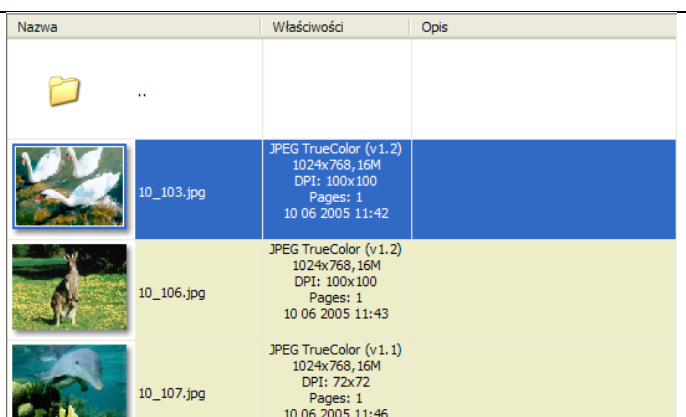 Nazwa Właściwości Opis
..
10_103.jpg
JPEG TrueColor (v1.2)
1024x768,16M
DPI: 100x100
Pages: 1
10 06 2005 11:42
10_106.jpg
JPEG TrueColor (v1.2)
1024x768,16M
DPI: 100x100
Pages: 1
10 06 2005 11:43
10_107.jpg
JPEG TrueColor (v1.1)
1024x768,16M
DPI: 72x72
Pages: 1
10 06 2005 11:46